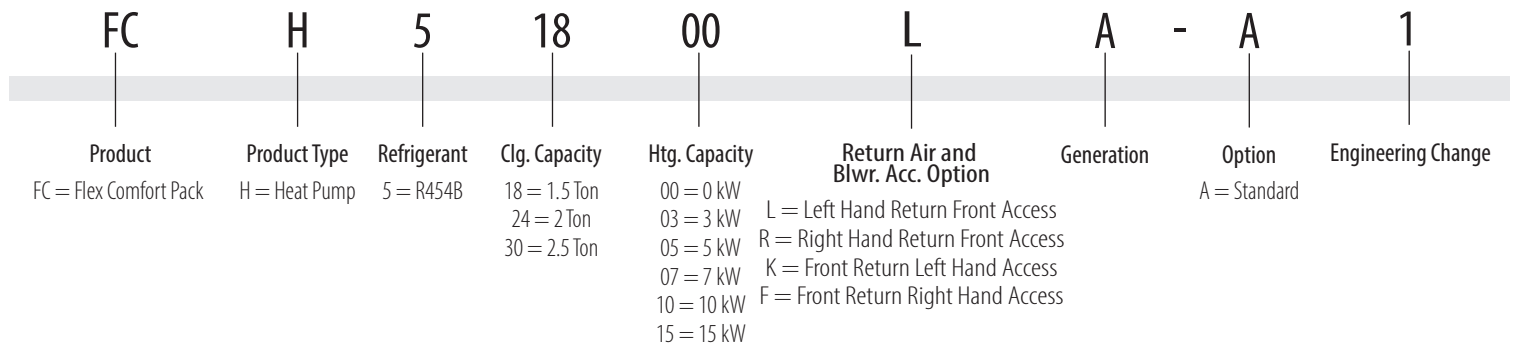 FC H 5 18 00 L A - A 1
Product
FC = Flex Comfort Pack
Product Type
H = Heat Pump
Refrigerant
5 = R454B
Clg. Capacity
18 = 1.5 Ton
24 = 2 Ton
30 = 2.5 Ton
Htg. Capacity
00 = 0 kW
03 = 3 kW
05 = 5 kW
07 = 7 kW
10 = 10 kW
15 = 15 kW
Return Air and
Blwr. Acc. Option
L = Left Hand Return Front Access
R = Right Hand Return Front Access
K = Front Return Left Hand Access
F = Front Return Right Hand Access
Generation
Option
A = Standard
Engineering Change